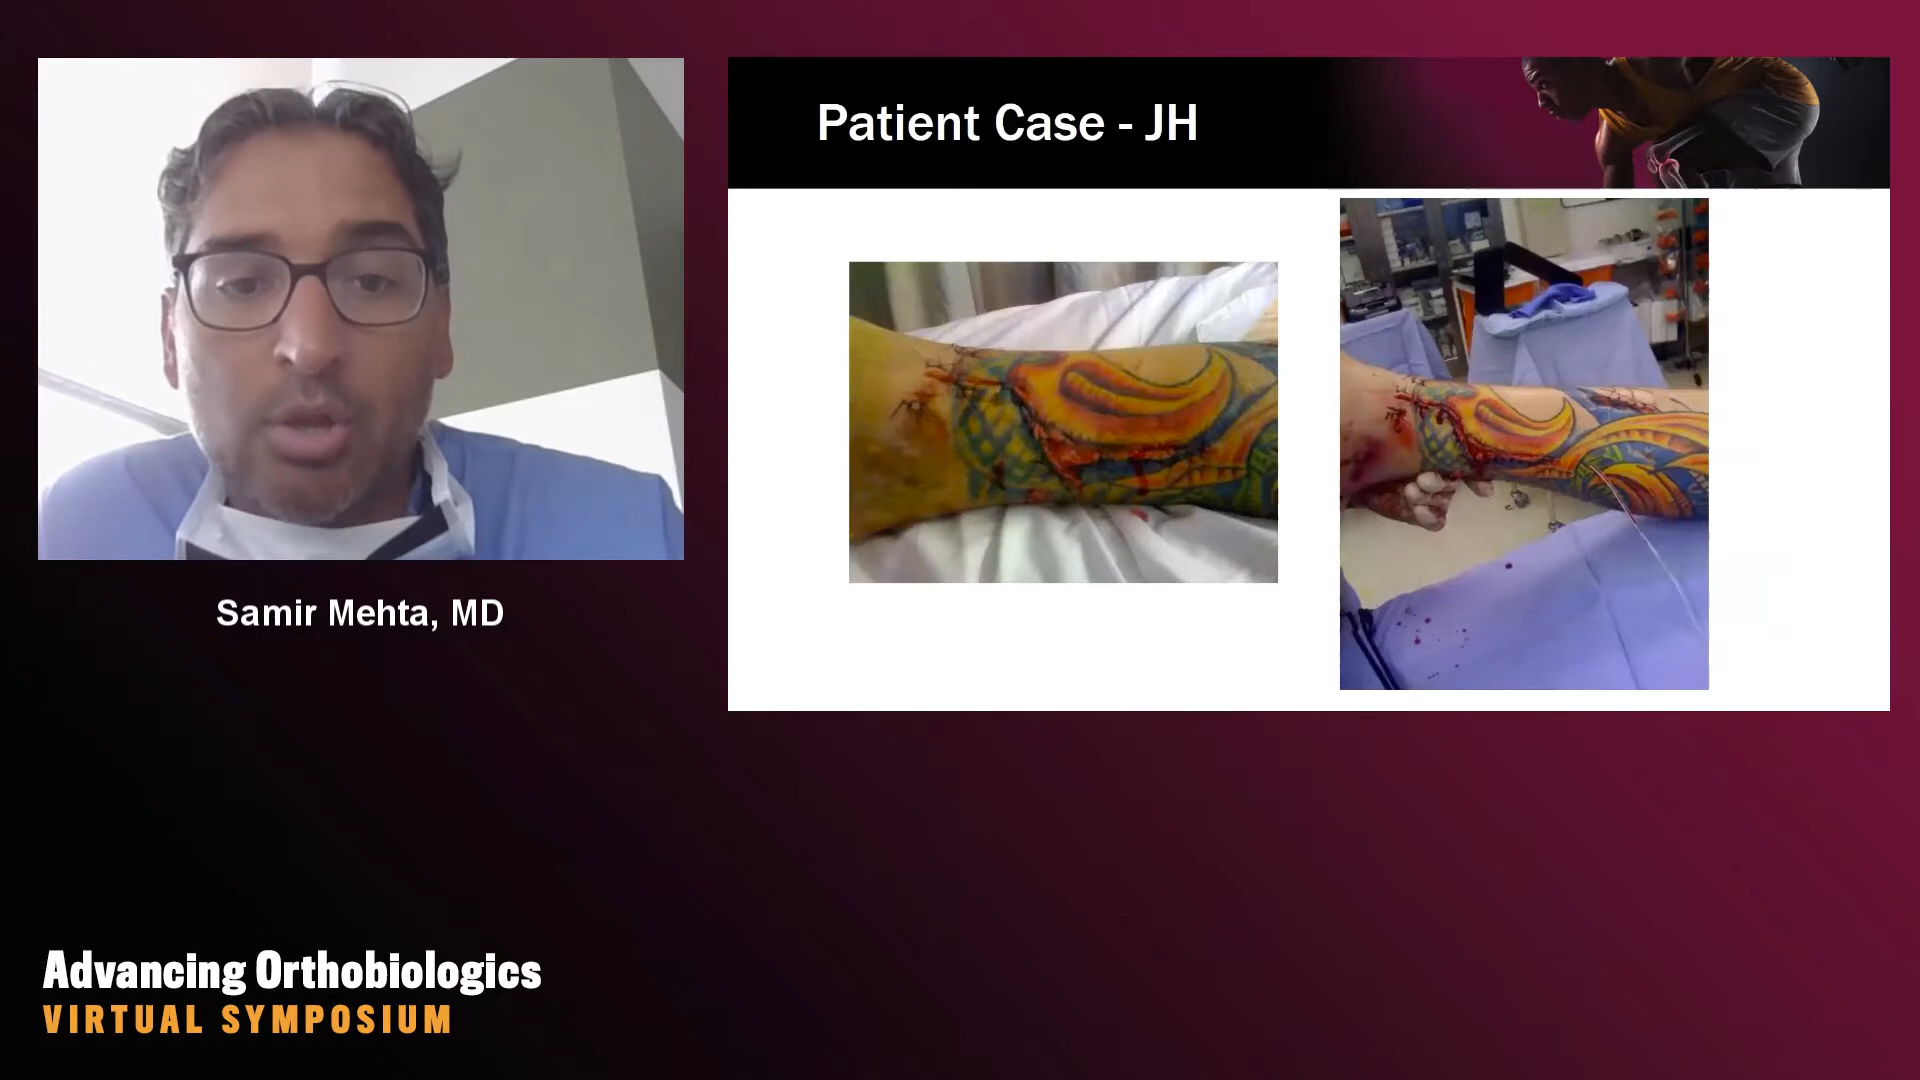 Patient Case - JH
Samir Mehta, MD
Advancing Orthobiologics
VIRTUAL SYMPOSIUM